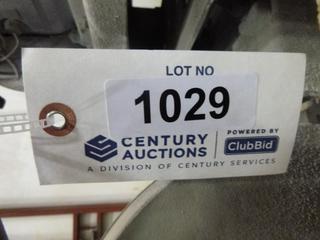 LOT NO
1029
CENTURY
AUCTIONS
POWERED BY
ClubBid
A DIVISION OF CENTURY SERVICES